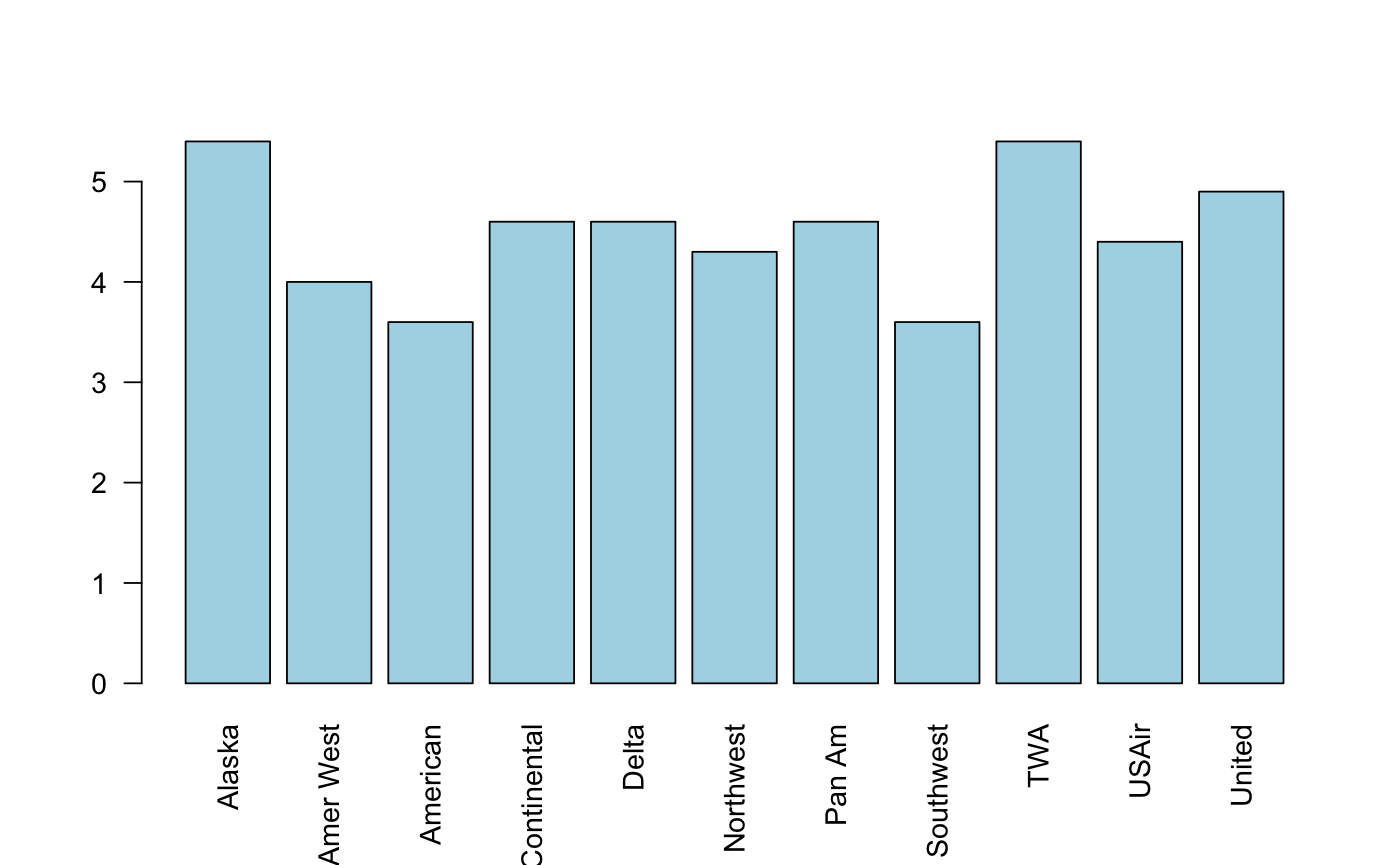 5
4
3
2
1
0
Alaska
Amer West
American
Continental
Delta
Northwest
Pan Am
Southwest
TWA
USAir
United